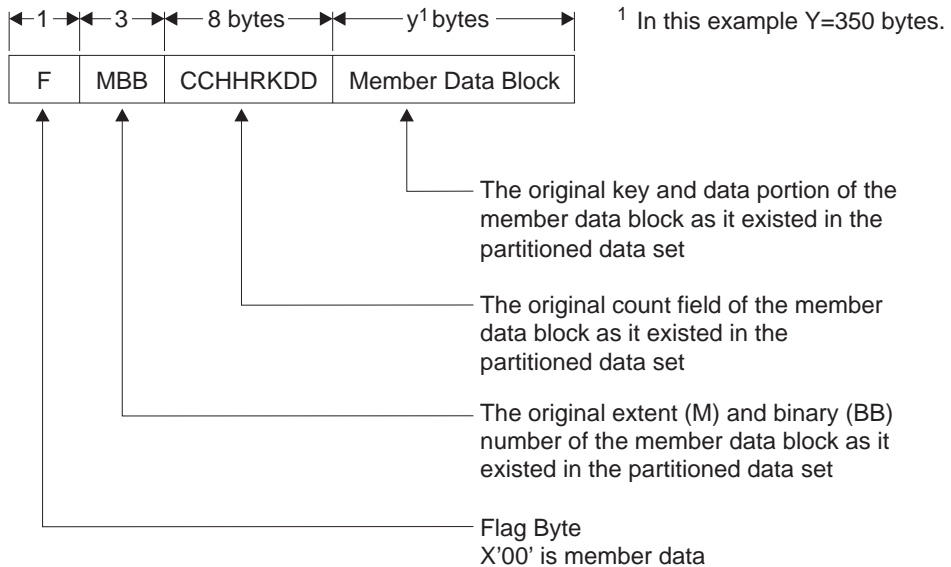 1 3 8 bytes y1 bytes 1 In this example Y=350 bytes.
F MBB CCHHRKDD Member Data Block
The original key and data portion of the
member data block as it existed in the
partitioned data set
The original count field of the member
data block as it existed in the
partitioned data set
The original extent (M) and binary (BB)
number of the member data block as it
existed in the partitioned data set
Flag Byte
X'00' is member data